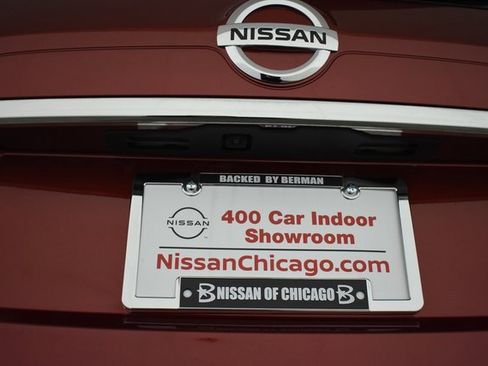 NISSAN
BACKED BY BERMAN
NISSAN
400 Car Indoor
Showroom
NissanChicago.com
B NISSAN OF CHICAGO B